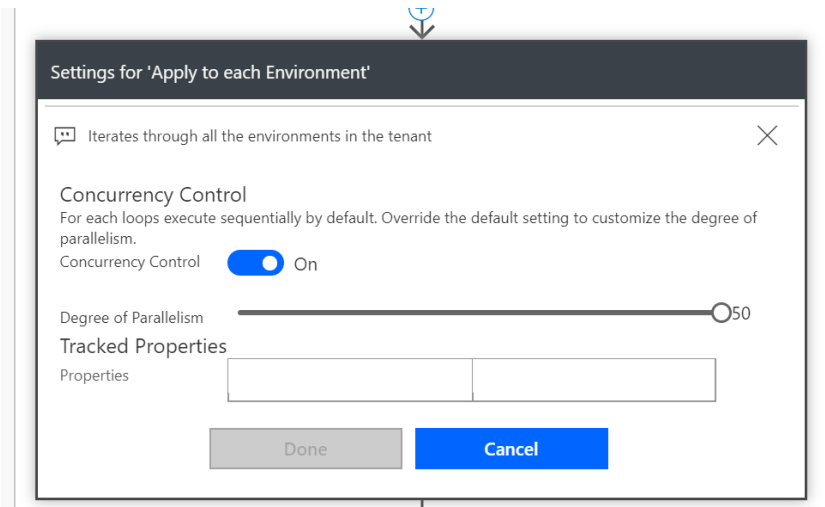 Settings for 'Apply to each Environment'
Iterates through all the environments in the tenant
Concurrency Control
For each loops execute sequentially by default. Override the default setting to customize the degree of
parallelism.
Concurrency Control On
Degree of Parallelism 50
Tracked Properties
Properties
Done Cancel